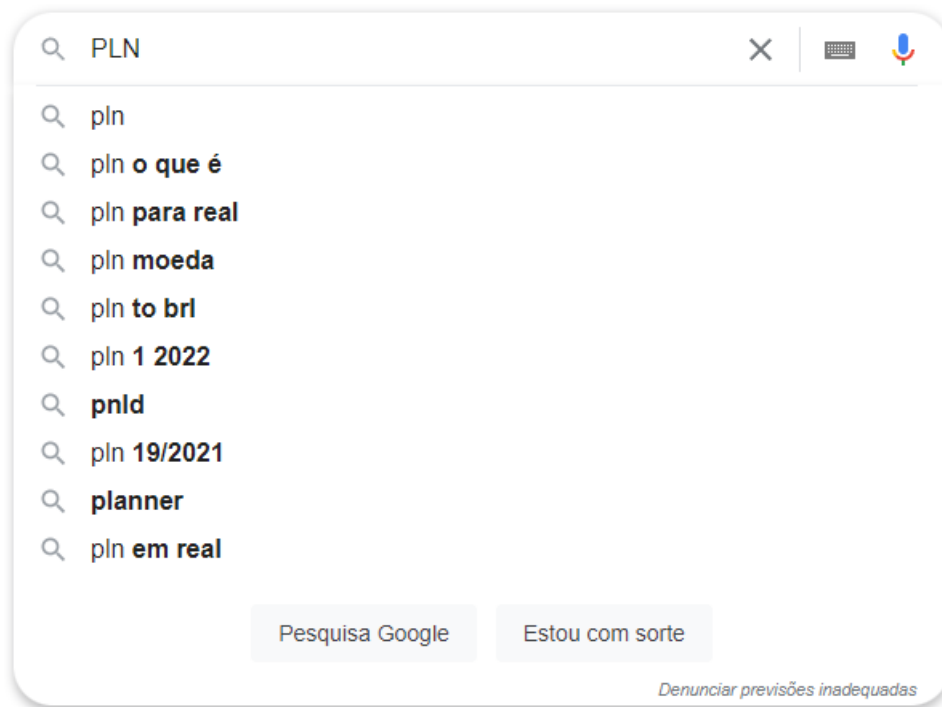 PLN
pln
pln o que é
pln para real
pln moeda
pln to brl
pln 1 2022
pnld
pln 19/2021
planner
pln em real
Pesquisa Google Estou com sorte
Denunciar previsões inadequadas